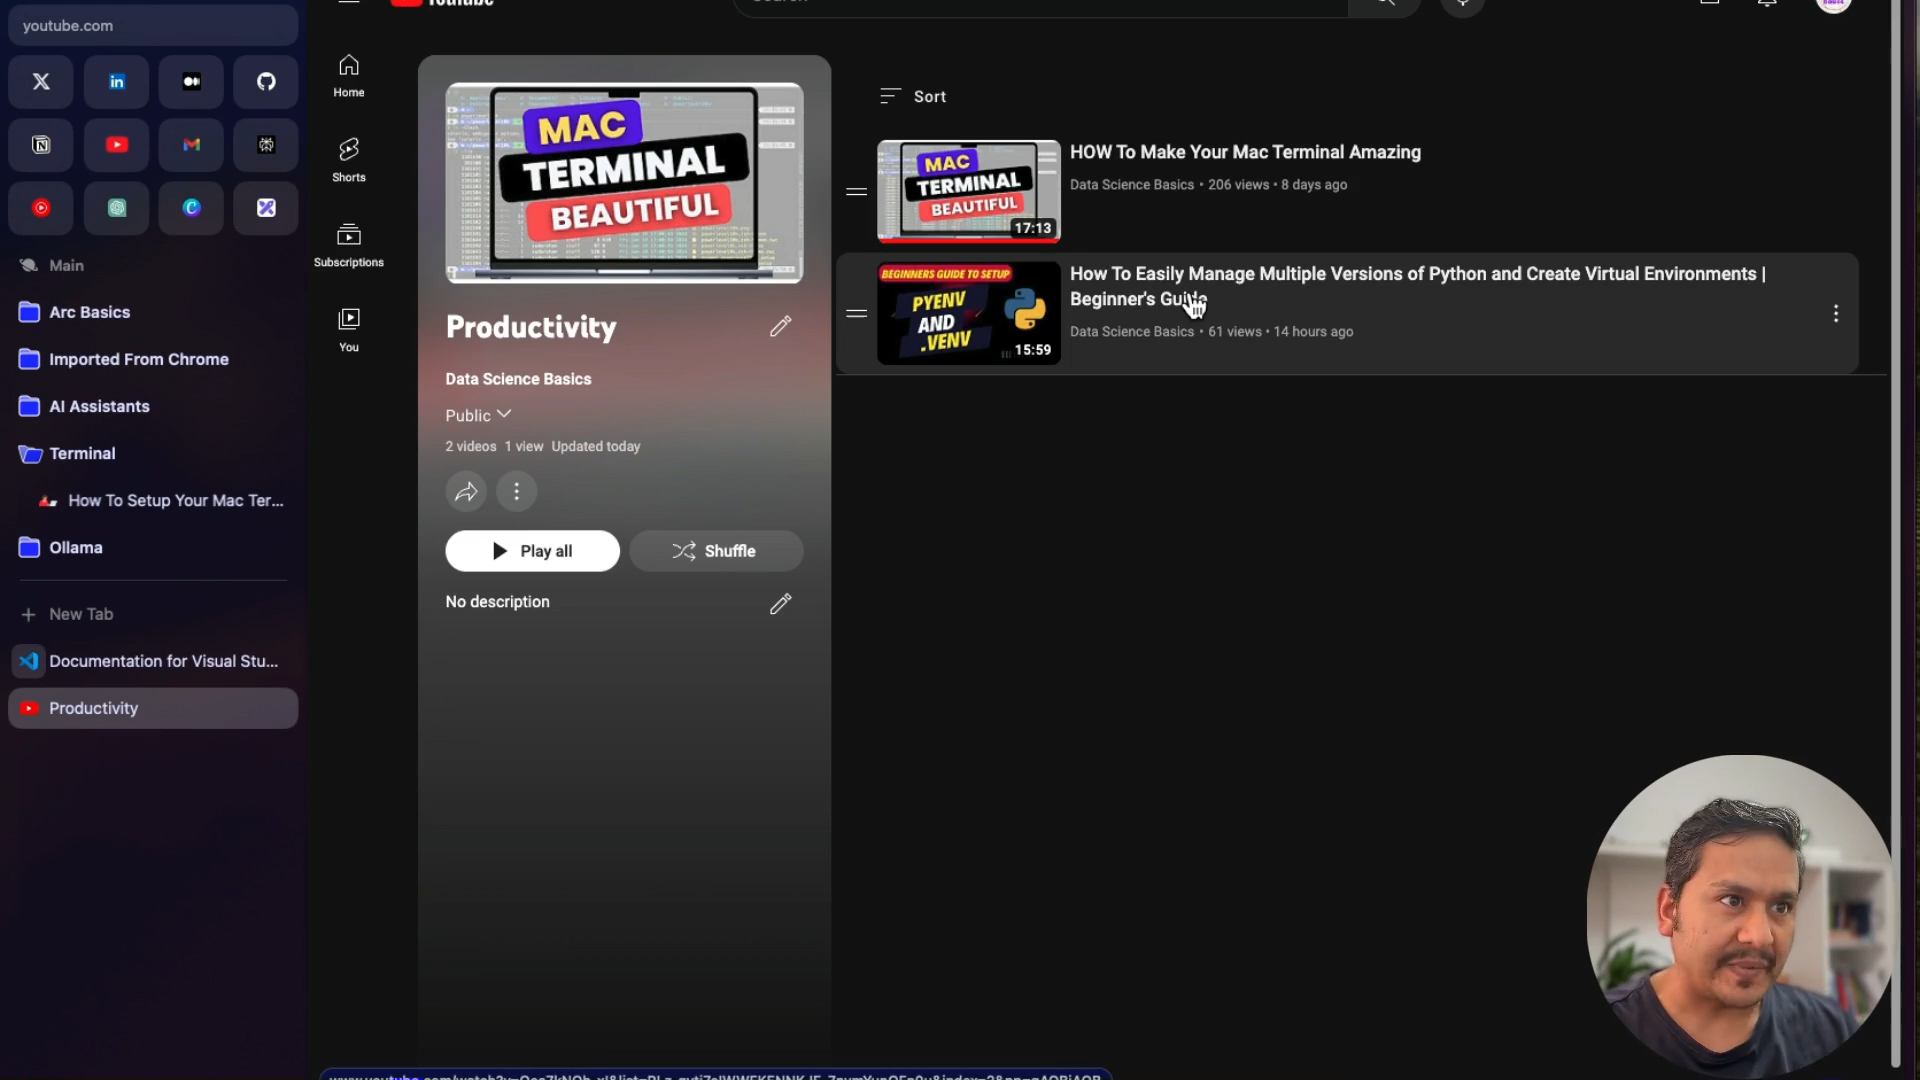 youtube.com
Main
Arc Basics
Imported From Chrome
AI Assistants
Terminal
How To Setup Your Mac Ter...
Ollama
New Tab
Documentation for Visual Stu...
Productivity
YouTube
Search
Home
Shorts
Subscriptions
You
MAC
TERMINAL
BEAUTIFUL
Productivity
Data Science Basics
Public
2 videos 1 view Updated today
Play all
Shuffle
No description
Sort
MAC
TERMINAL
BEAUTIFUL
17:13
HOW To Make Your Mac Terminal Amazing
Data Science Basics • 206 views • 8 days ago
BEGINNERS GUIDE TO SETUP
PYENV
AND
.VENV
15:59
How To Easily Manage Multiple Versions of Python and Create Virtual Environments |
Beginner's Guide
Data Science Basics • 61 views • 14 hours ago